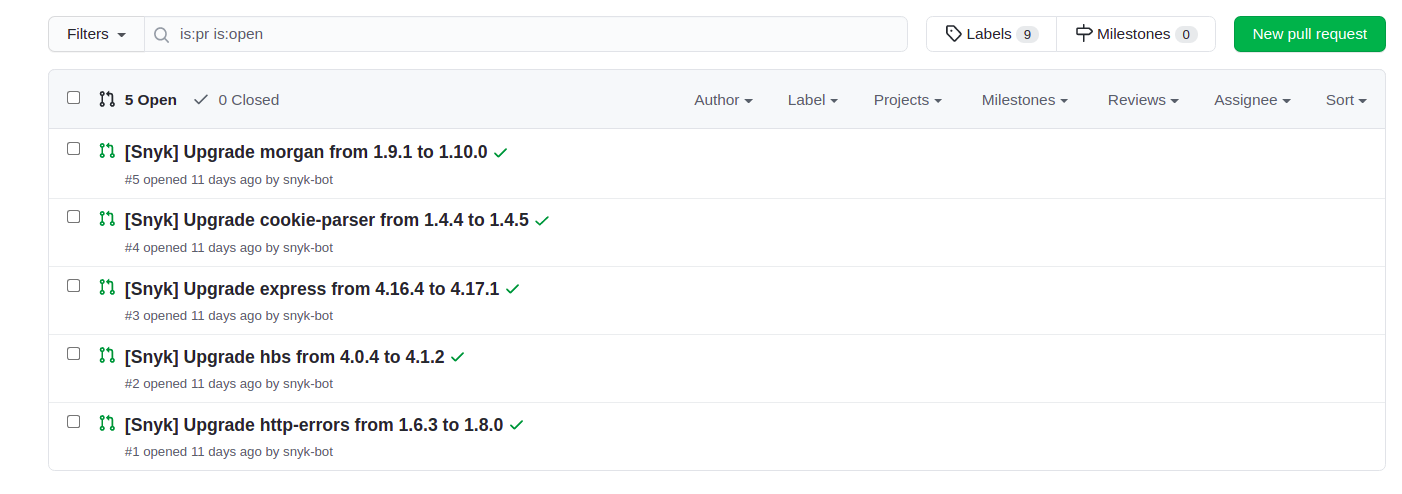 Filters is:pr is:open Labels 9 Milestones 0 New pull request
5 Open 0 Closed Author Label Projects Milestones Reviews Assignee Sort
[Snyk] Upgrade morgan from 1.9.1 to 1.10.0
#5 opened 11 days ago by snyk-bot
[Snyk] Upgrade cookie-parser from 1.4.4 to 1.4.5
#4 opened 11 days ago by snyk-bot
[Snyk] Upgrade express from 4.16.4 to 4.17.1
#3 opened 11 days ago by snyk-bot
[Snyk] Upgrade hbs from 4.0.4 to 4.1.2
#2 opened 11 days ago by snyk-bot
[Snyk] Upgrade http-errors from 1.6.3 to 1.8.0
#1 opened 11 days ago by snyk-bot